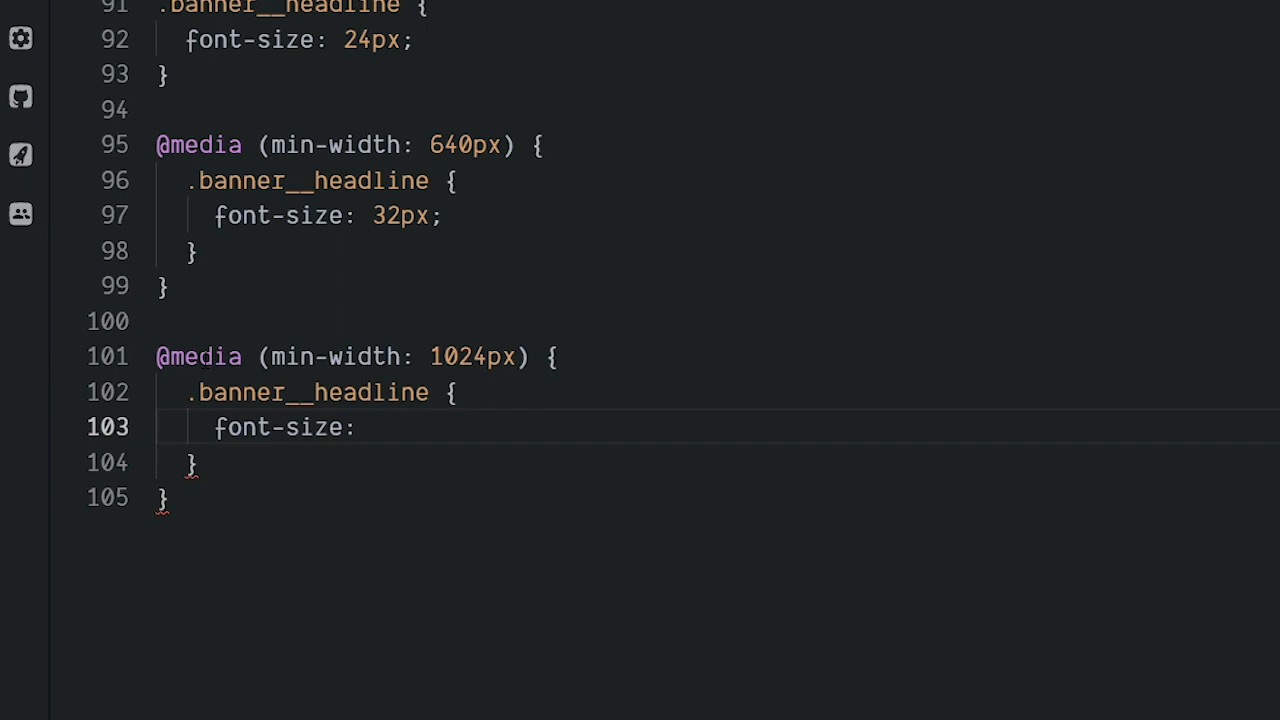 91 .banner__headline {
92 font-size: 24px;
93 }
94
95 @media (min-width: 640px) {
96 .banner__headline {
97 font-size: 32px;
98 }
99 }
100
101 @media (min-width: 1024px) {
102 .banner__headline {
103 font-size:
104 }
105 }